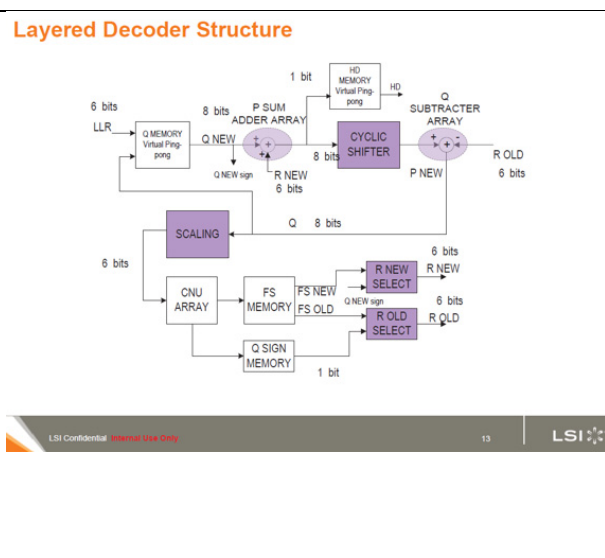 Layered Decoder Structure
1 bit
HD
MEMORY
Virtual Ping-
pong
HD
6 bits
LLR
Q MEMORY
Virtual Ping-
pong
8 bits
Q NEW
Q NEW sign
P SUM
ADDER ARRAY
+
+
+
R NEW
6 bits
8 bits
CYCLIC
SHIFTER
Q
SUBTRACTER
ARRAY
+
+
-
P NEW
R OLD
6 bits
Q
8 bits
SCALING
6 bits
CNU
ARRAY
FS
MEMORY
FS NEW
FS OLD
Q NEW sign
R NEW
SELECT
6 bits
R NEW
R OLD
SELECT
6 bits
R OLD
Q SIGN
MEMORY
1 bit
LSI Confidential Internal Use Only
13
LSI